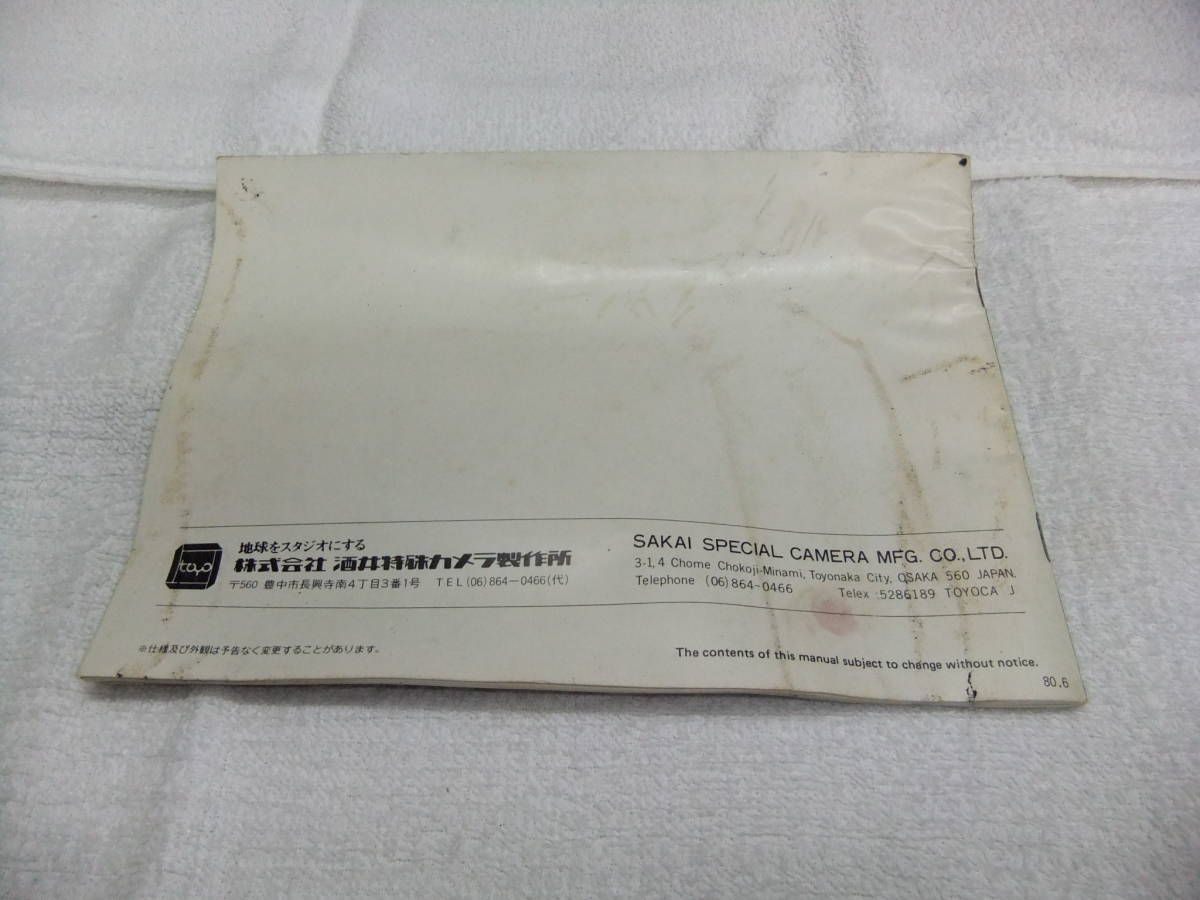 toyo
地球をスタジオにする
株式会社 酒井特殊カメラ製作所
〒560 豊中市長興寺南4丁目3番1号 TEL(06)864-0466(代)
SAKAI SPECIAL CAMERA MFG. CO.,LTD.
3-1,4 Chome Chokoji-Minami, Toyonaka City, OSAKA 560 JAPAN.
Telephone (06)864-0466 Telex :5286189 TOYOCA J
※仕様及び外観は予告なく変更することがあります。
The contents of this manual subject to change without notice.
80.6